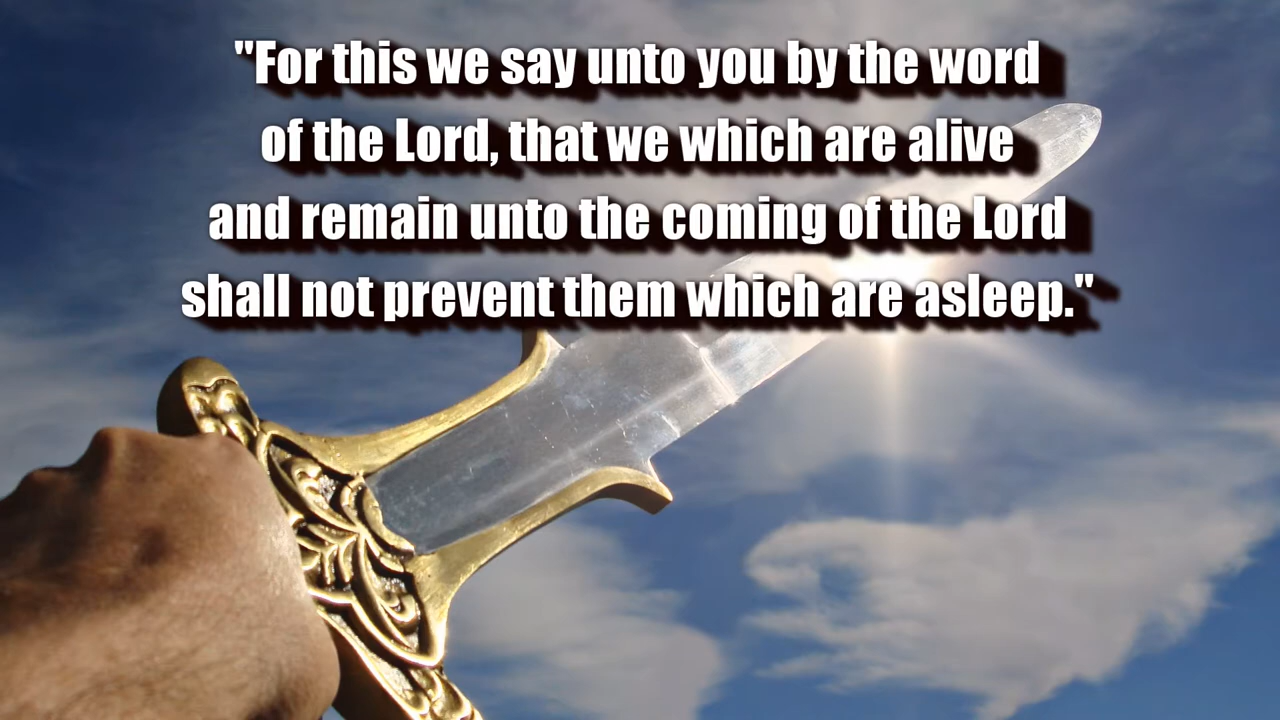 "For this we say unto you by the word
of the Lord, that we which are alive
and remain unto the coming of the Lord
shall not prevent them which are asleep."